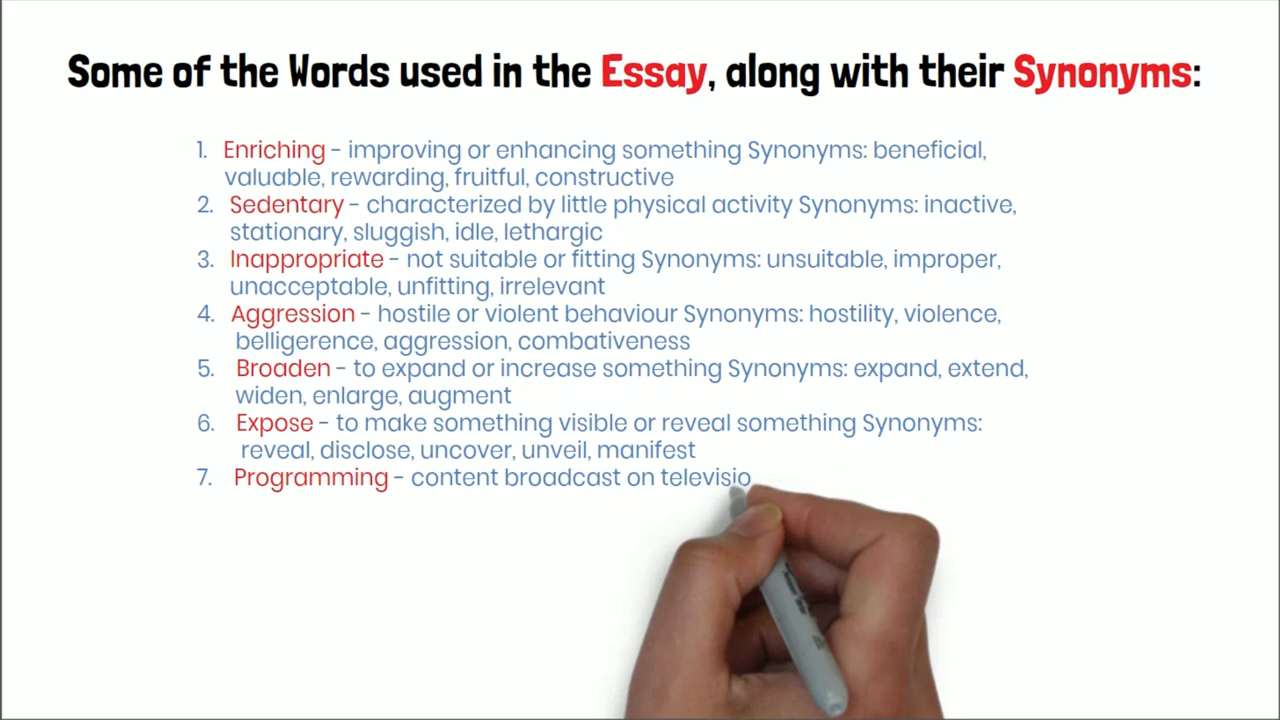 Some of the Words used in the Essay, along with their Synonyms:
1. Enriching - improving or enhancing something Synonyms: beneficial,
valuable, rewarding, fruitful, constructive
2. Sedentary - characterized by little physical activity Synonyms: inactive,
stationary, sluggish, idle, lethargic
3. Inappropriate - not suitable or fitting Synonyms: unsuitable, improper,
unacceptable, unfitting, irrelevant
4. Aggression - hostile or violent behaviour Synonyms: hostility, violence,
belligerence, aggression, combativeness
5. Broaden - to expand or increase something Synonyms: expand, extend,
widen, enlarge, augment
6. Expose - to make something visible or reveal something Synonyms:
reveal, disclose, uncover, unveil, manifest
7. Programming - content broadcast on televisio